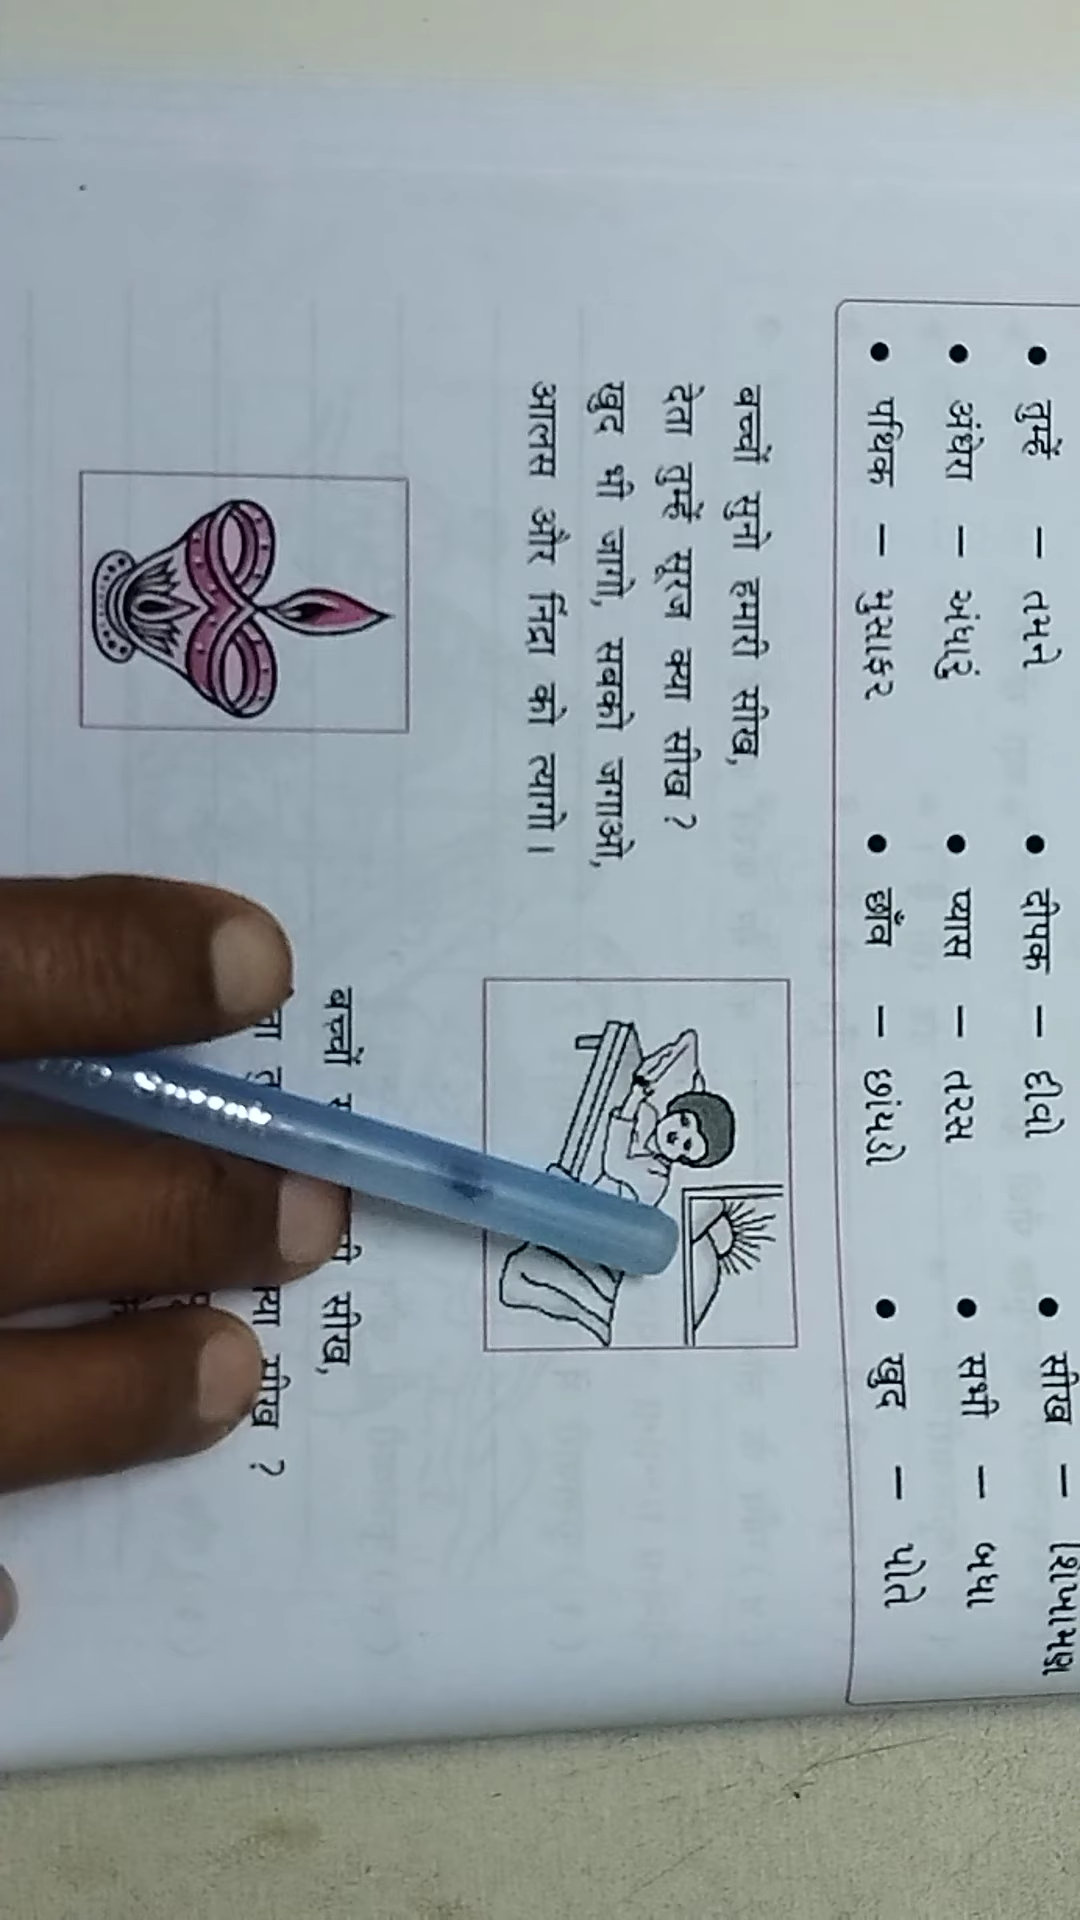 • तुम्हें – તમને • दीपक – દીવો • सीख – શિખામણ
• अंधेरा – અંધારું • प्यास – તરસ • सभी – બધા
• पथिक – મુસાફર • छाँव – છાંયડો • खुद – પોતે
बच्चों सुनो हमारी सीख,
देता तुम्हें सूरज क्या सीख ?
खुद भी जागो, सबको जगाओ,
आलस और निंद्रा को त्यागो ।
बच्चों सीख,
सीख ?